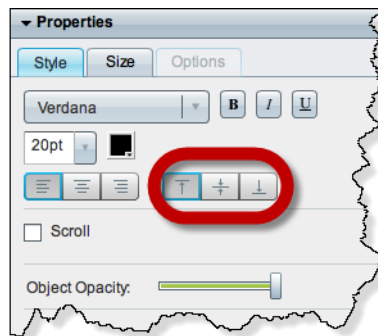 Properties
Style Size Options
Verdana B I U
20pt
Scroll
Object Opacity: